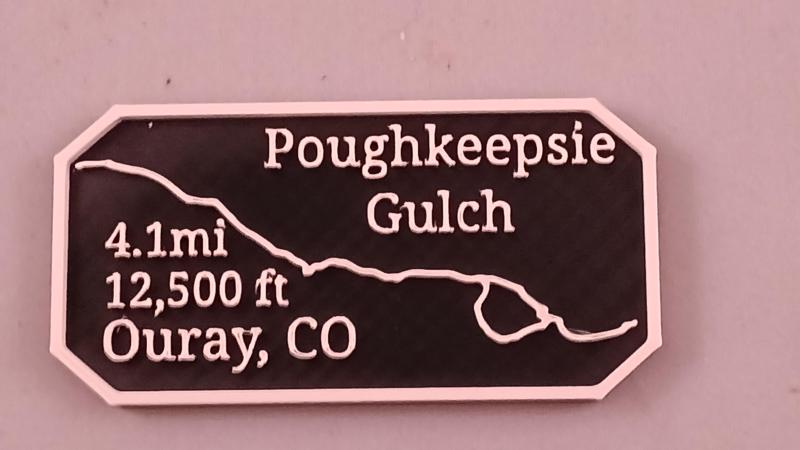 Poughkeepsie
Gulch
4.1mi
12,500 ft
Ouray, CO